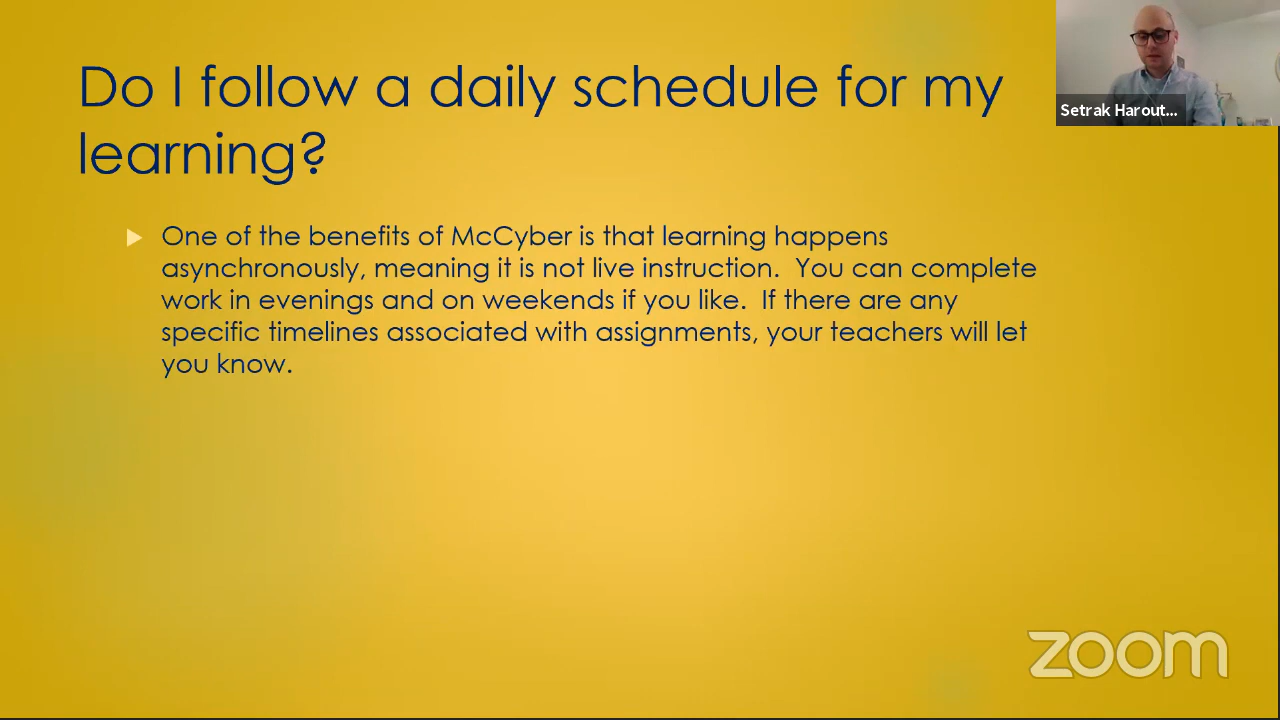 Do I follow a daily schedule for my
learning?
One of the benefits of McCyber is that learning happens
asynchronously, meaning it is not live instruction.  You can complete
work in evenings and on weekends if you like.  If there are any
specific timelines associated with assignments, your teachers will let
you know.
Setrak Harout...
zoom